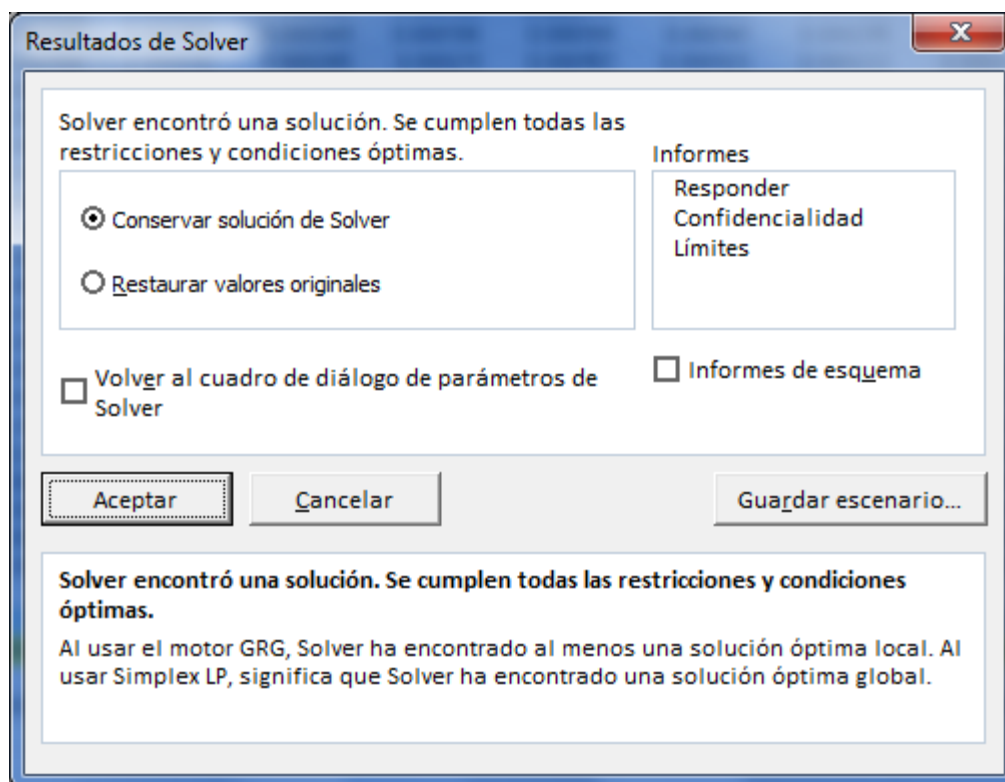 Resultados de Solver
Solver encontró una solución. Se cumplen todas las
restricciones y condiciones óptimas.
Informes
Conservar solución de Solver
Restaurar valores originales
Responder
Confidencialidad
Límites
Volver al cuadro de diálogo de parámetros de
Solver
Informes de esquema
Aceptar
Cancelar
Guardar escenario...
Solver encontró una solución. Se cumplen todas las restricciones y condiciones
óptimas.
Al usar el motor GRG, Solver ha encontrado al menos una solución óptima local. Al
usar Simplex LP, significa que Solver ha encontrado una solución óptima global.